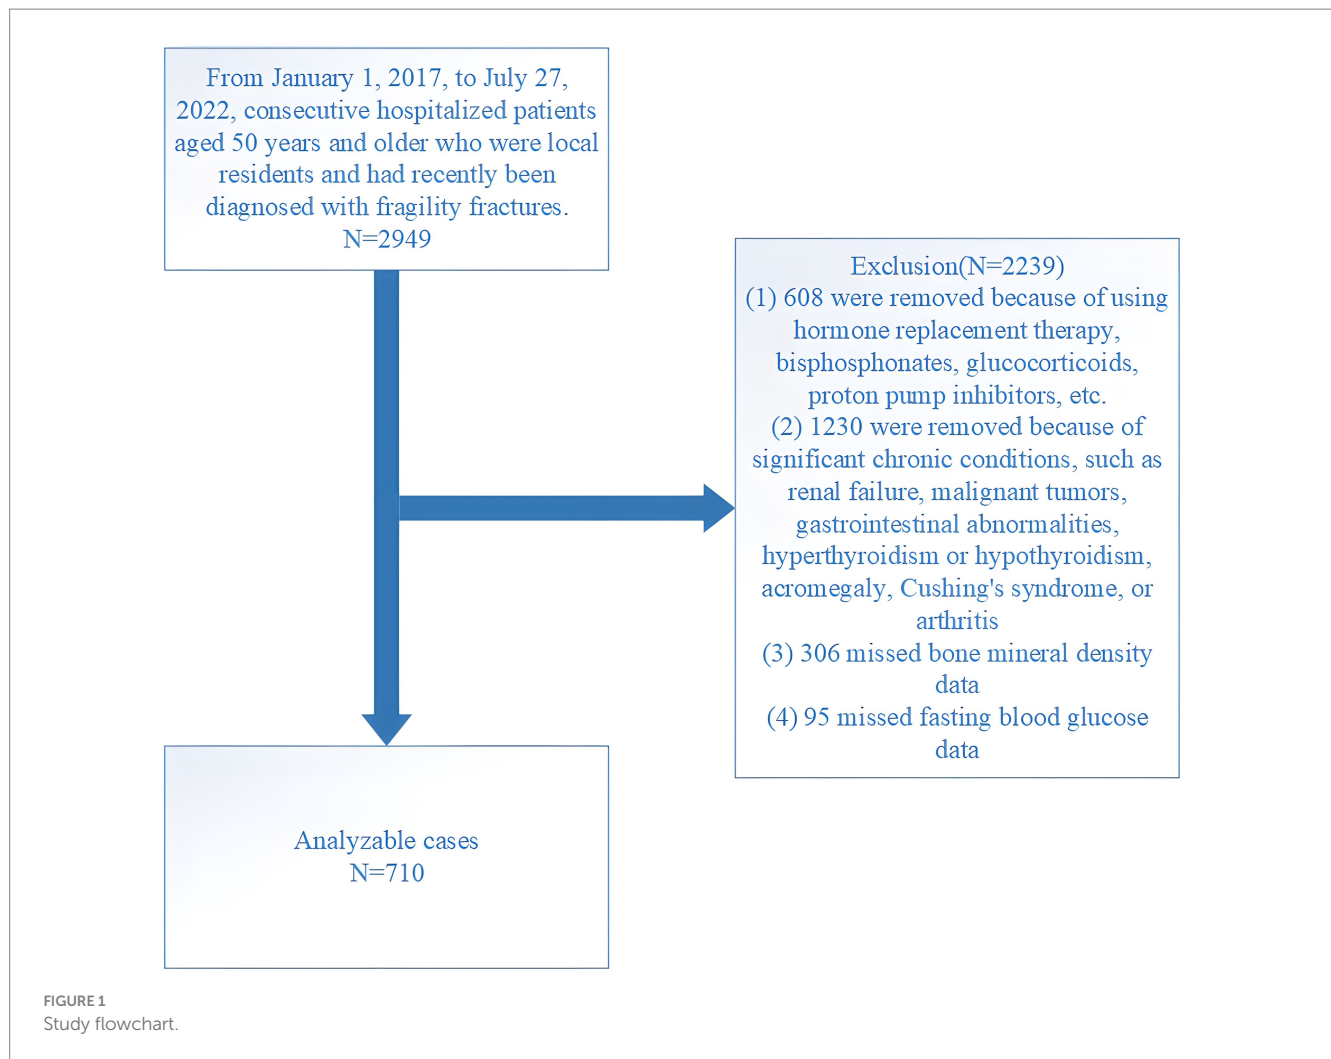 From January 1, 2017, to July 27,
2022, consecutive hospitalized patients
aged 50 years and older who were local
residents and had recently been
diagnosed with fragility fractures.
N=2949
Exclusion(N=2239)
(1) 608 were removed because of using
hormone replacement therapy,
bisphosphonates, glucocorticoids,
proton pump inhibitors, etc.
(2) 1230 were removed because of
significant chronic conditions, such as
renal failure, malignant tumors,
gastrointestinal abnormalities,
hyperthyroidism or hypothyroidism,
acromegaly, Cushing's syndrome, or
arthritis
(3) 306 missed bone mineral density
data
(4) 95 missed fasting blood glucose
data
Analyzable cases
N=710
FIGURE 1
Study flowchart.